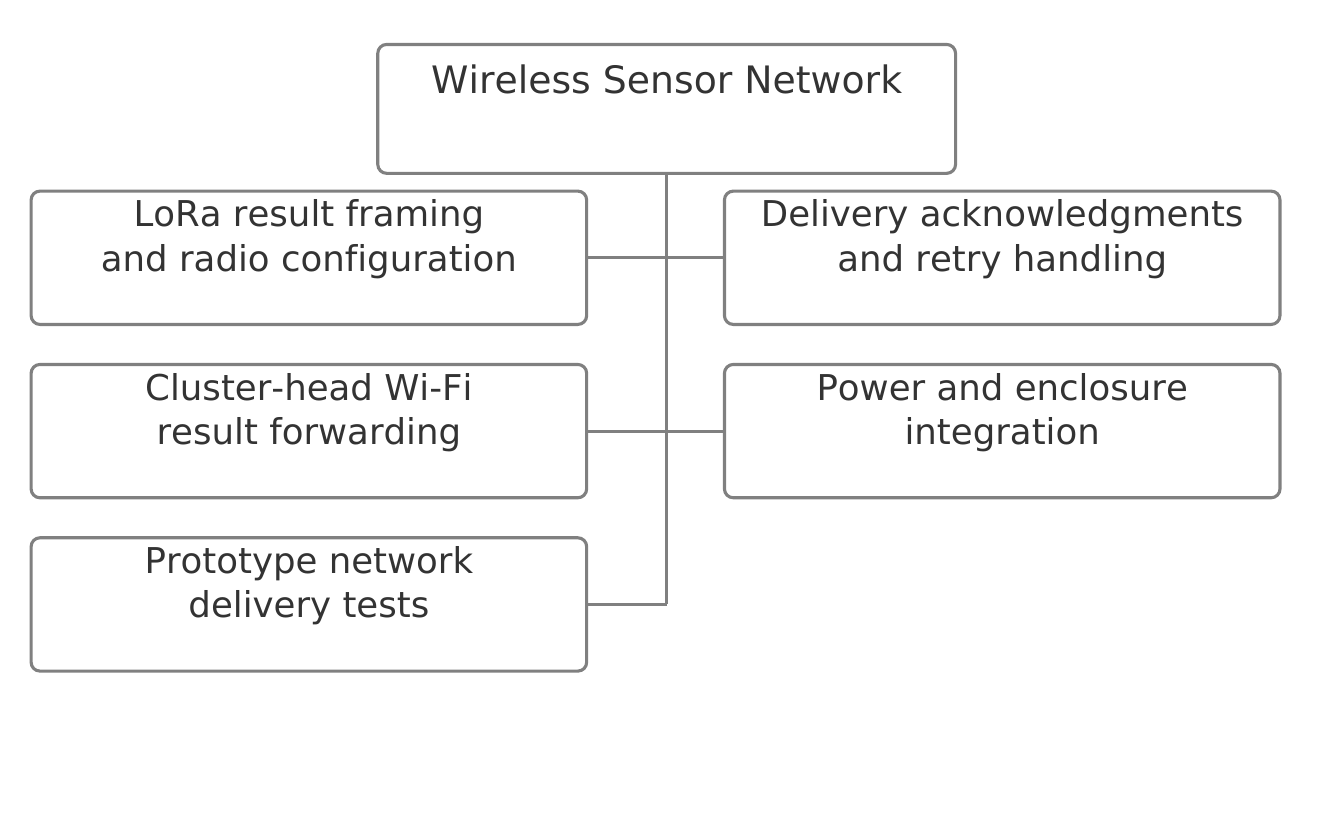 Wireless Sensor Network
LoRa result framing
and radio configuration
Delivery acknowledgments
and retry handling
Cluster-head Wi-Fi
result forwarding
Power and enclosure
integration
Prototype network
delivery tests